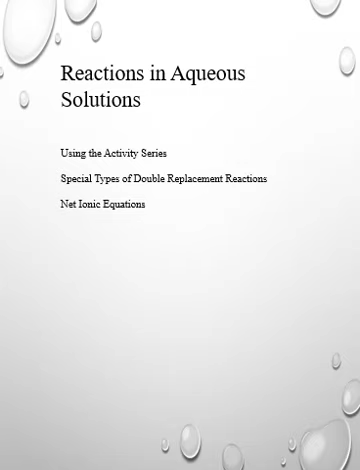 Reactions in Aqueous
Solutions
Using the Activity Series
Special Types of Double Replacement Reactions
Net Ionic Equations